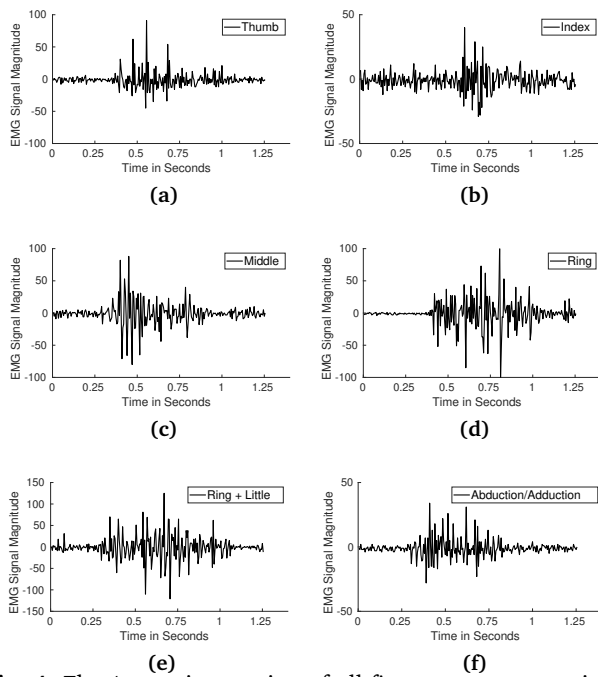 Thumb
100
50
0
-50
-100
EMG Signal Magnitude
0 0.25 0.5 0.75 1 1.25
Time in Seconds
(a)
Index
50
0
50
EMG Signal Magnitude
0 0.25 0.5 0.75 1 1.25
Time in Seconds
(b)
Middle
100
50
0
-50
-100
EMG Signal Magnitude
0 0.25 0.5 0.75 1 1.25
Time in Seconds
(c)
Ring
100
50
0
-50
-100
EMG Signal Magnitude
0 0.25 0.5 0.75 1 1.25
Time in Seconds
(d)
Ring + Little
150
100
50
0
-50
-100
-150
EMG Signal Magnitude
0 0.25 0.5 0.75 1 1.25
Time in Seconds
(e)
Abduction/Adduction
50
0
-50
EMG Signal Magnitude
0 0.25 0.5 0.75 1 1.25
Time in Seconds
(f)